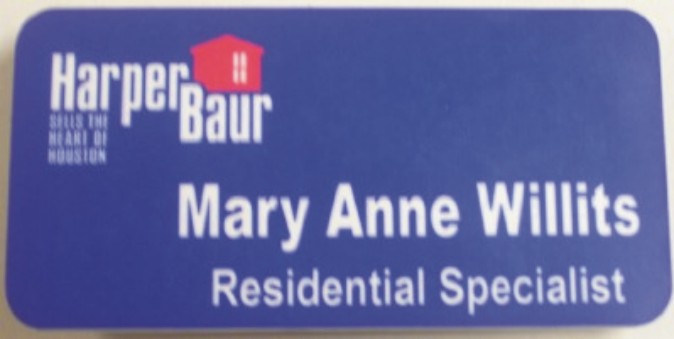 Harper
Baur
SELLS THE
HEART OF
HOUSTON
Mary Anne Willits
Residential Specialist